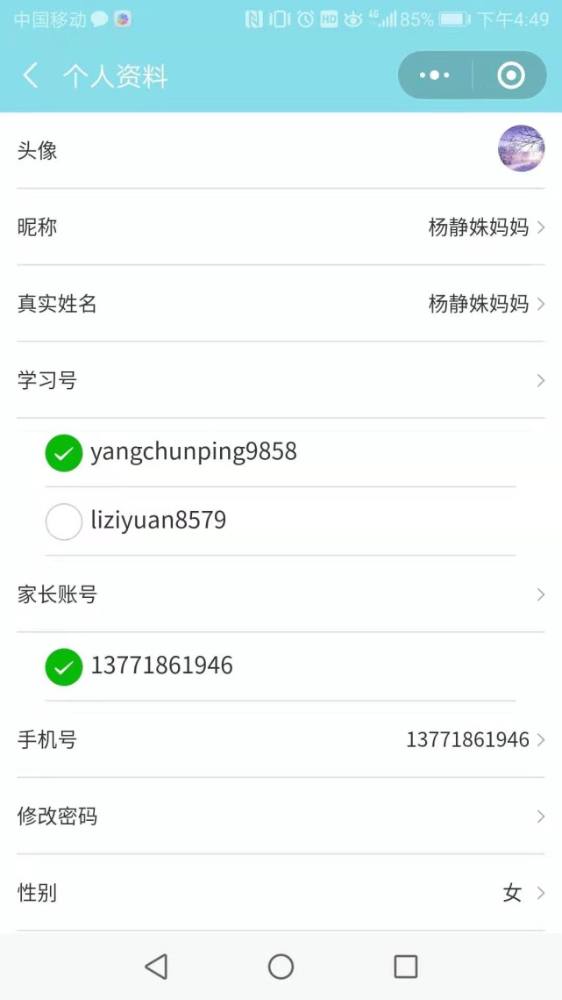 中国移动 HD 4G 85% 下午4:49
个人资料
头像
昵称 杨静姝妈妈
真实姓名 杨静姝妈妈
学习号
yangchunping9858
liziyuan8579
家长账号
13771861946
手机号 13771861946
修改密码
性别 女